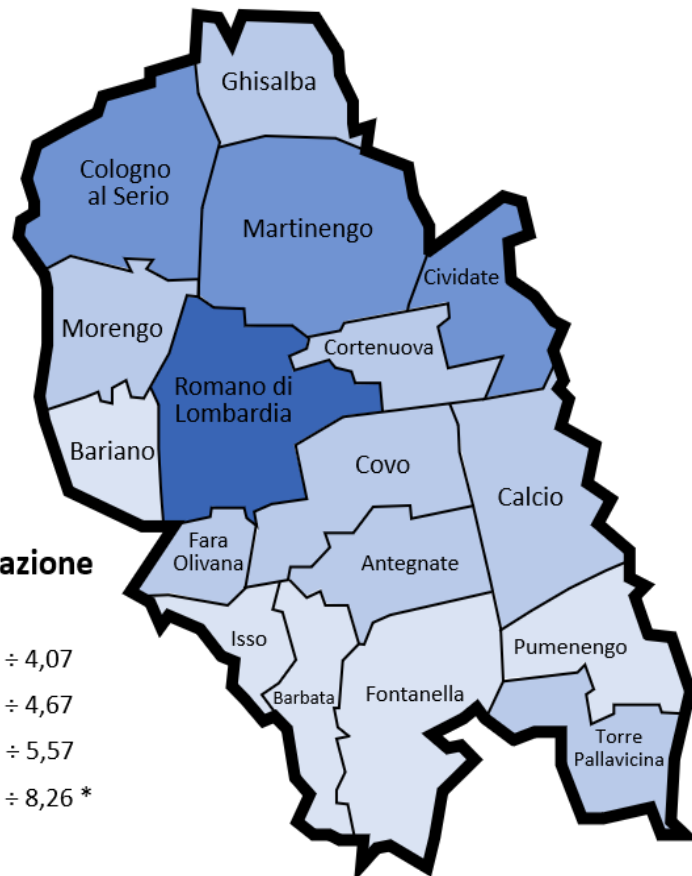 Ghisalba
Cologno
al Serio
Martinengo
Cividate
Morengo
Cortenuova
Romano di
Lombardia
Bariano
Covo
Calcio
Fara
Olivana
Antegnate
azione
Isso
Pumenengo
÷ 4,07
Barbata
Fontanella
÷ 4,67
Torre
Pallavicina
÷ 5,57
÷ 8,26 *